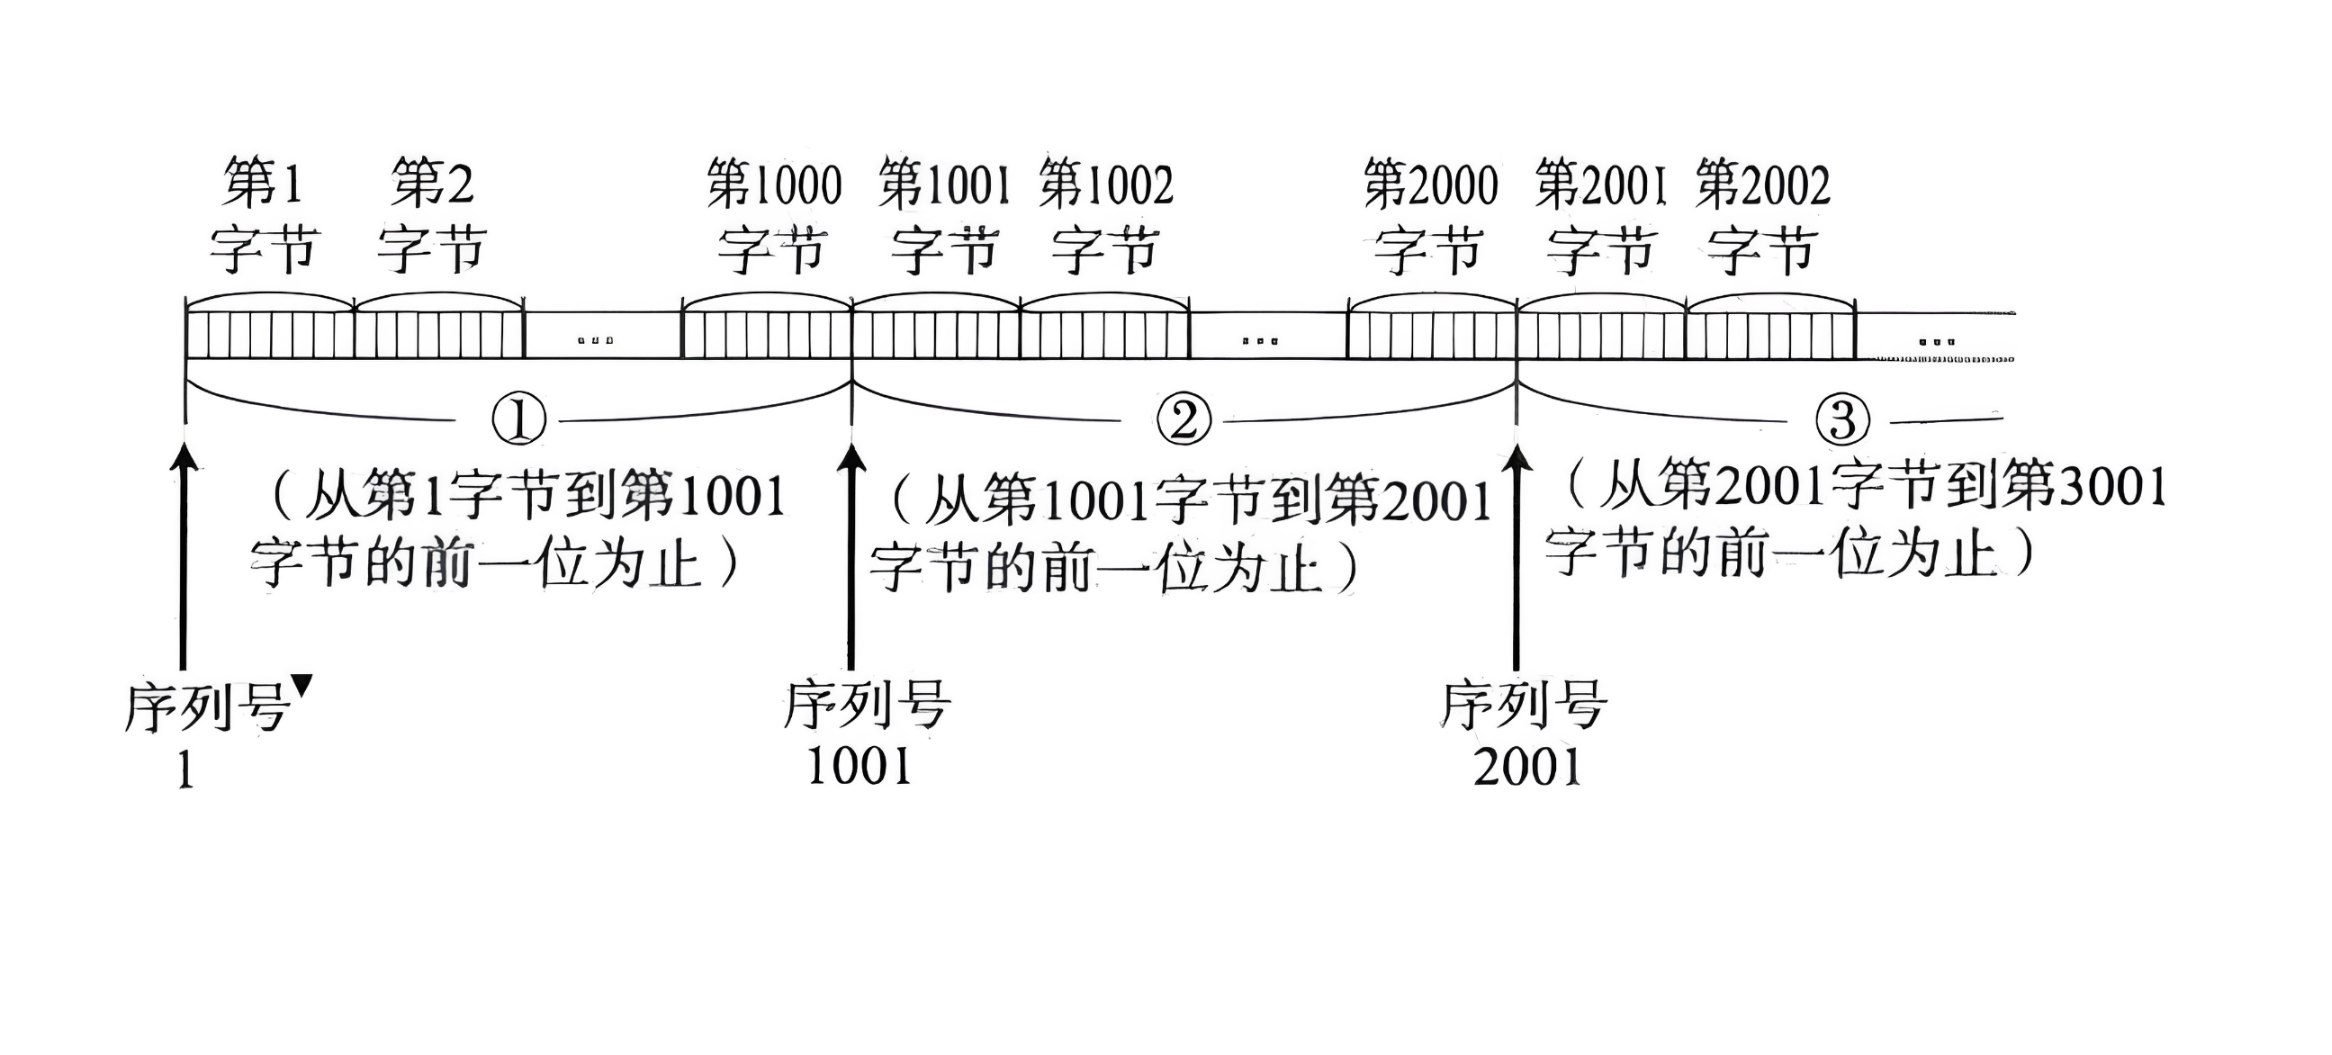 第1 第2 第1000 第1001 第1002 第2000 第2001 第2002
字节 字节 字节 字节 字节 字节 字节 字节
... ... ...
① ② ③
（从第1字节到第1001
字节的前一位为止）
（从第1001字节到第2001
字节的前一位为止）
（从第2001字节到第3001
字节的前一位为止）
序列号▼ 序列号 序列号
1 1001 2001